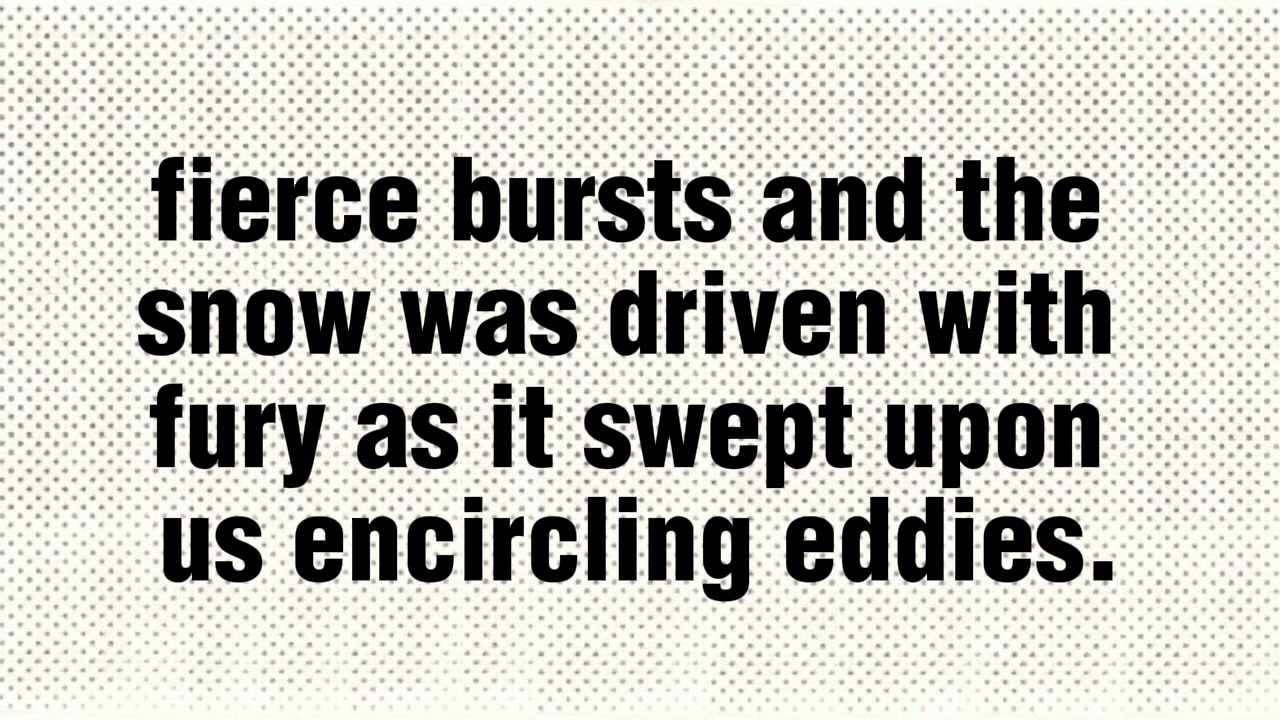 fierce bursts and the
snow was driven with
fury as it swept upon
us encircling eddies.